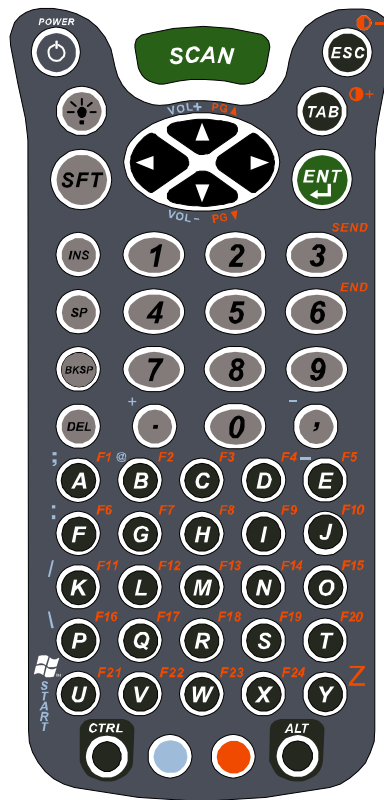 POWER
SCAN
ESC
TAB
VOL+ PG
SFT
ENT
VOL- PG
SEND
INS 1 2 3
END
SP 4 5 6
BKSP 7 8 9
+ -
DEL . 0 ,
; F1 @ F2 F3 F4 – F5
A B C D E
: F6 F7 F8 F9 F10
F G H I J
/ F11 F12 F13 F14 F15
K L M N O
\ F16 F17 F18 F19 F20
P Q R S T
F21 F22 F23 F24 Z
U V W X Y
START
CTRL ALT